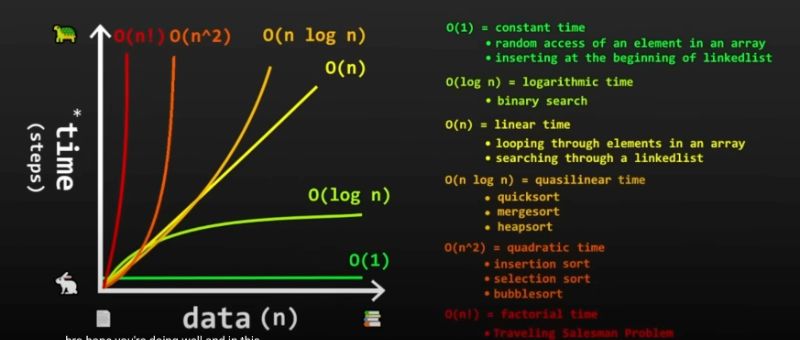 O(n!)
O(n^2)
O(n log n)
O(n)
O(log n)
O(1)
*time
(steps)
data (n)
O(1) = constant time
• random access of an element in an array
• inserting at the beginning of linkedlist
O(log n) = logarithmic time
• binary search
O(n) = linear time
• looping through elements in an array
• searching through a linkedlist
O(n log n) = quasilinear time
• quicksort
• mergesort
• heapsort
O(n^2) = quadratic time
• insertion sort
• selection sort
• bubblesort
O(n!) = factorial time
• Traveling Salesman Problem
bro hope you're doing well and in this